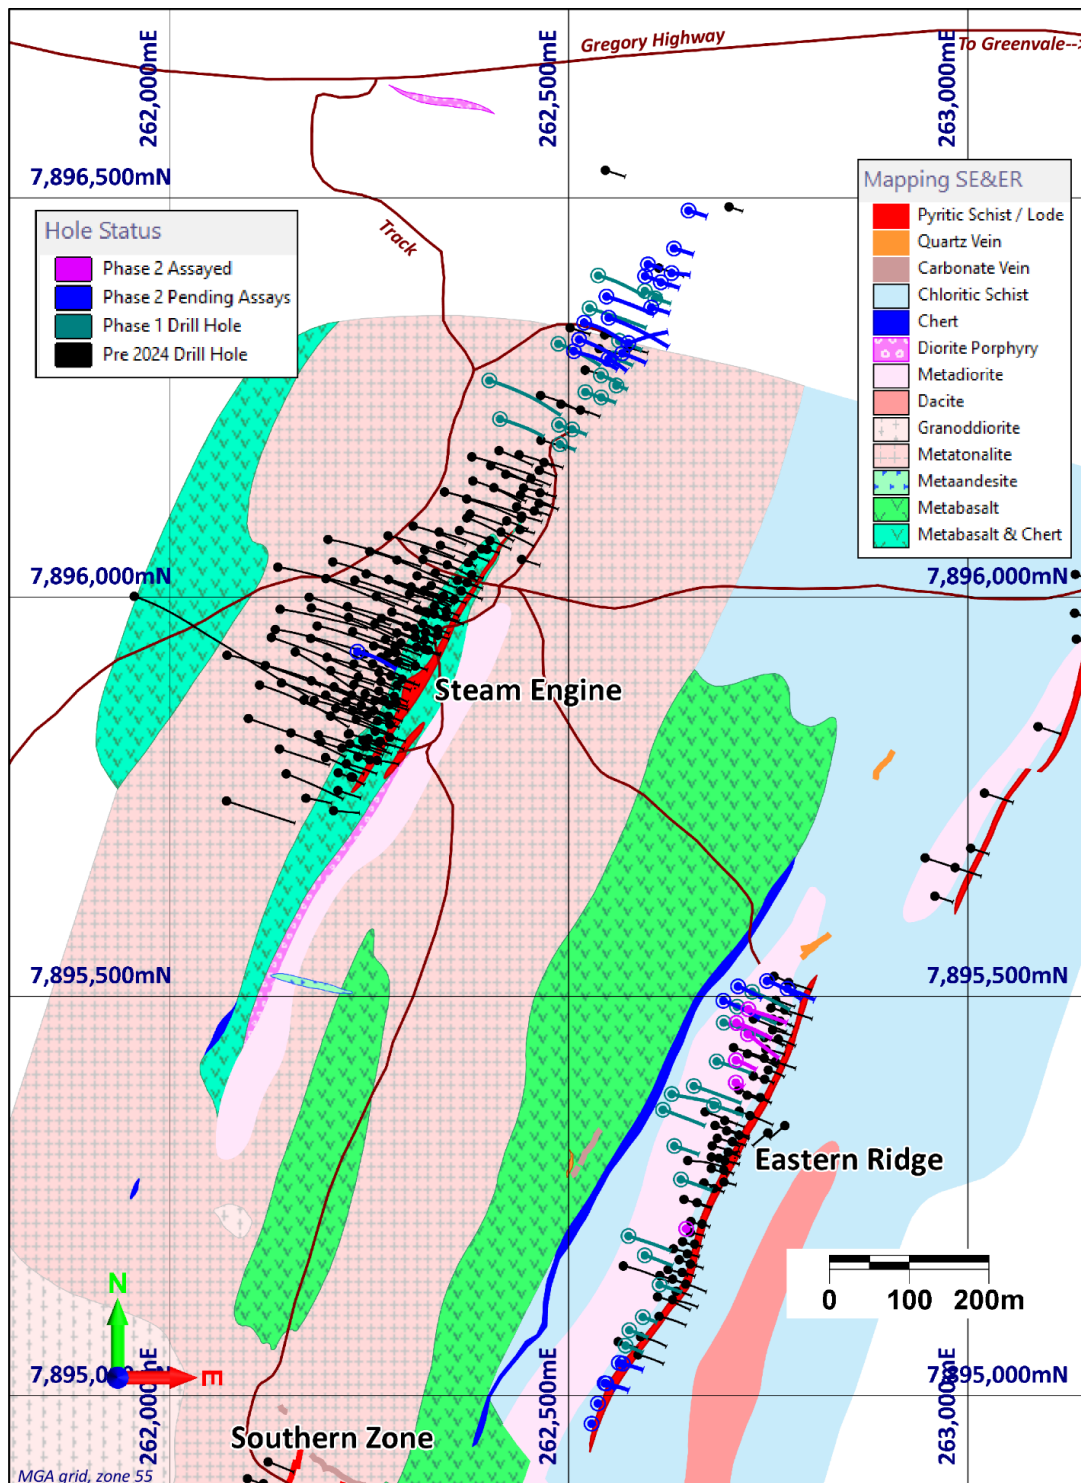 Gregory Highway
To Greenvale-->
262,000mE
262,500mE
263,000mE
7,896,500mN
Track
Hole Status
Phase 2 Assayed
Phase 2 Pending Assays
Phase 1 Drill Hole
Pre 2024 Drill Hole
Mapping SE&ER
Pyritic Schist / Lode
Quartz Vein
Carbonate Vein
Chloritic Schist
Chert
Diorite Porphyry
Metadiorite
Dacite
Granoddiorite
Metatonalite
Metaandesite
Metabasalt
Metabasalt & Chert
7,896,000mN
7,896,000mN
Steam Engine
7,895,500mN
7,895,500mN
Eastern Ridge
0 100 200m
N
E
7,895,000mN
7,895,000mN
262,000mE
262,500mE
263,000mE
Southern Zone
MGA grid, zone 55